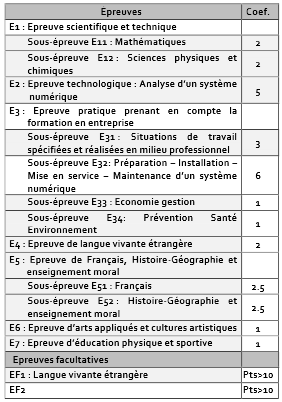 Epreuves Coef.
E1 : Epreuve scientifique et technique
Sous-épreuve E11 : Mathématiques 2
Sous-épreuve E12 : Sciences physiques et
chimiques 2
E2 : Epreuve technologique : Analyse d'un système
numérique 5
E3 : Epreuve pratique prenant en compte la
formation en entreprise
Sous-épreuve E31 : Situations de travail
spécifiées et réalisées en milieu professionnel 3
Sous-épreuve E32: Préparation – Installation –
Mise en service – Maintenance d'un système
numérique 6
Sous-épreuve E33 : Economie gestion 1
Sous-épreuve E34: Prévention Santé
Environnement 1
E4 : Epreuve de langue vivante étrangère 2
E5 : Epreuve de Français, Histoire-Géographie et
enseignement moral
Sous-épreuve E51 : Français 2.5
Sous-épreuve E52 : Histoire-Géographie et
enseignement moral 2.5
E6 : Epreuve d'arts appliqués et cultures artistiques 1
E7 : Epreuve d'éducation physique et sportive 1
Epreuves facultatives
EF1 : Langue vivante étrangère Pts>10
EF2 Pts>10